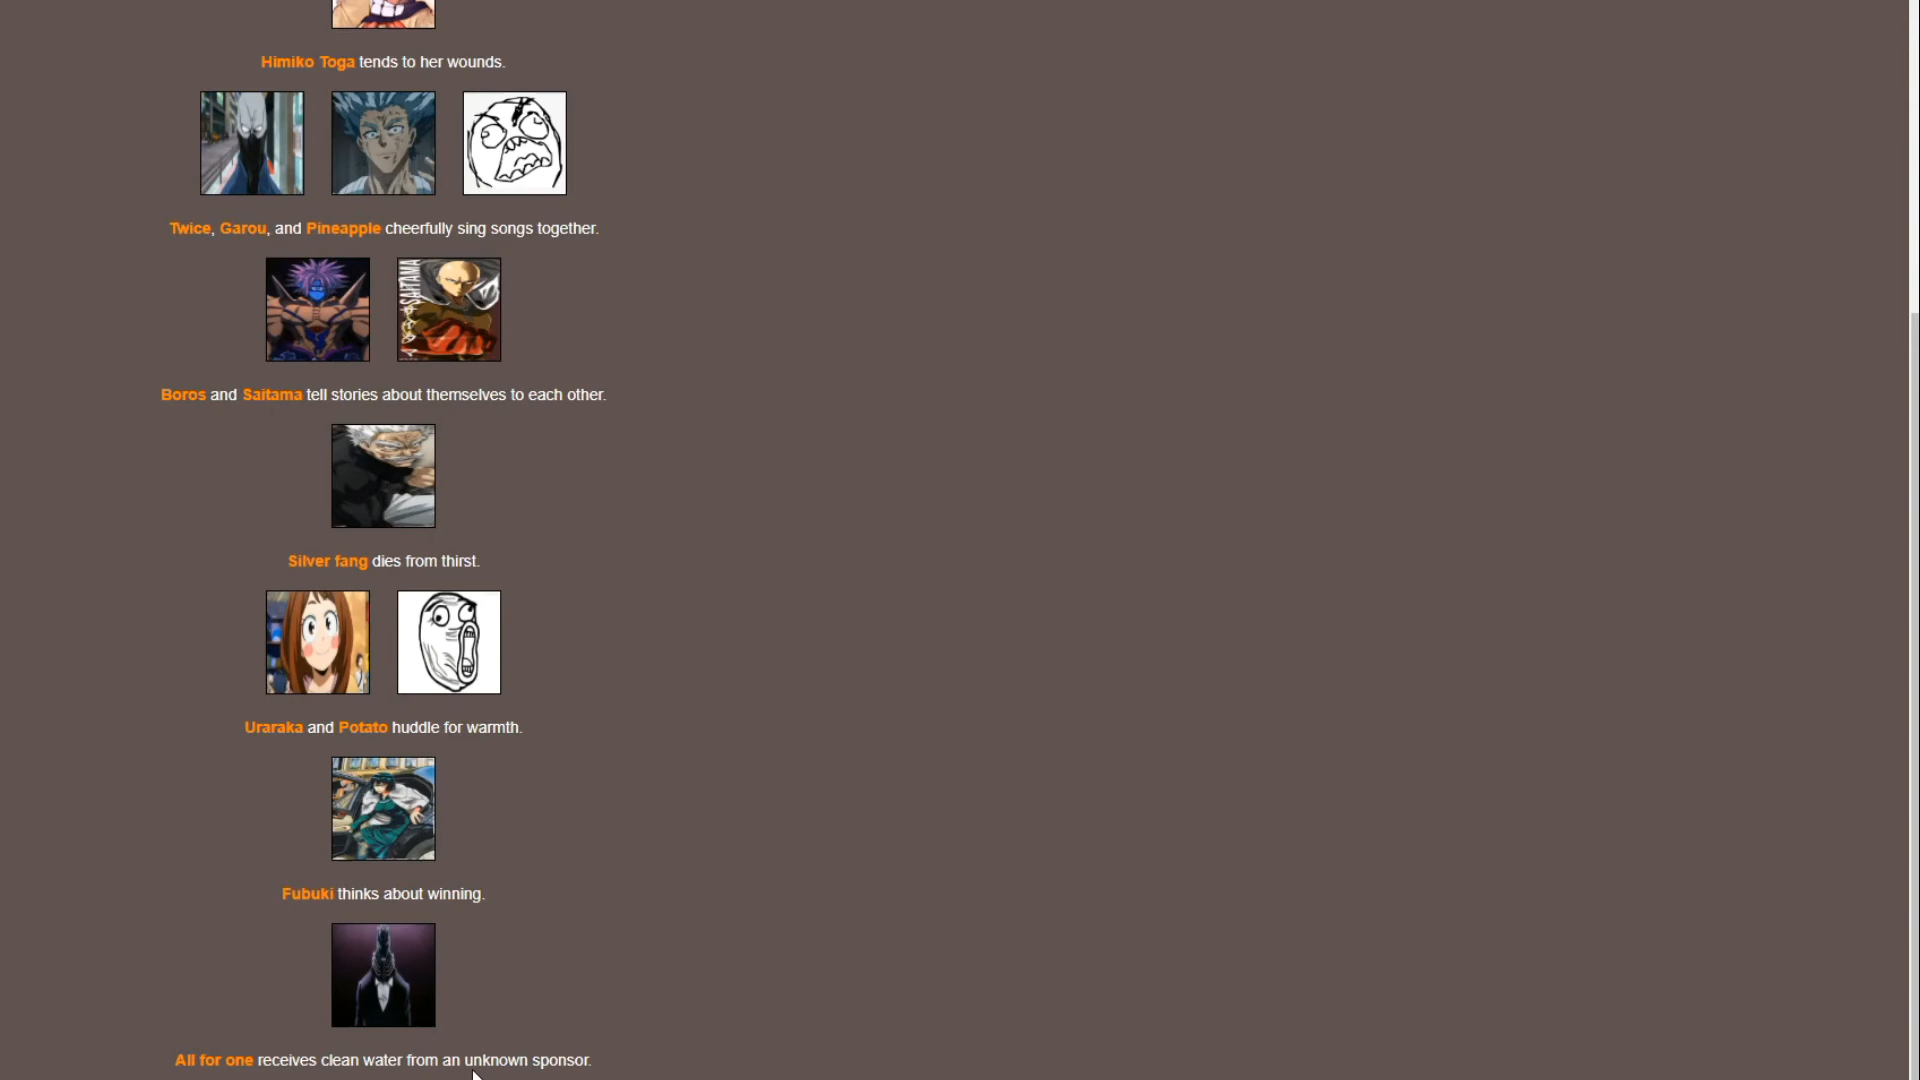 Himiko Toga tends to her wounds.
Twice, Garou, and Pineapple cheerfully sing songs together.
SAITAMA
Boros and Saitama tell stories about themselves to each other.
Silver fang dies from thirst.
Uraraka and Potato huddle for warmth.
Fubuki thinks about winning.
All for one receives clean water from an unknown sponsor.